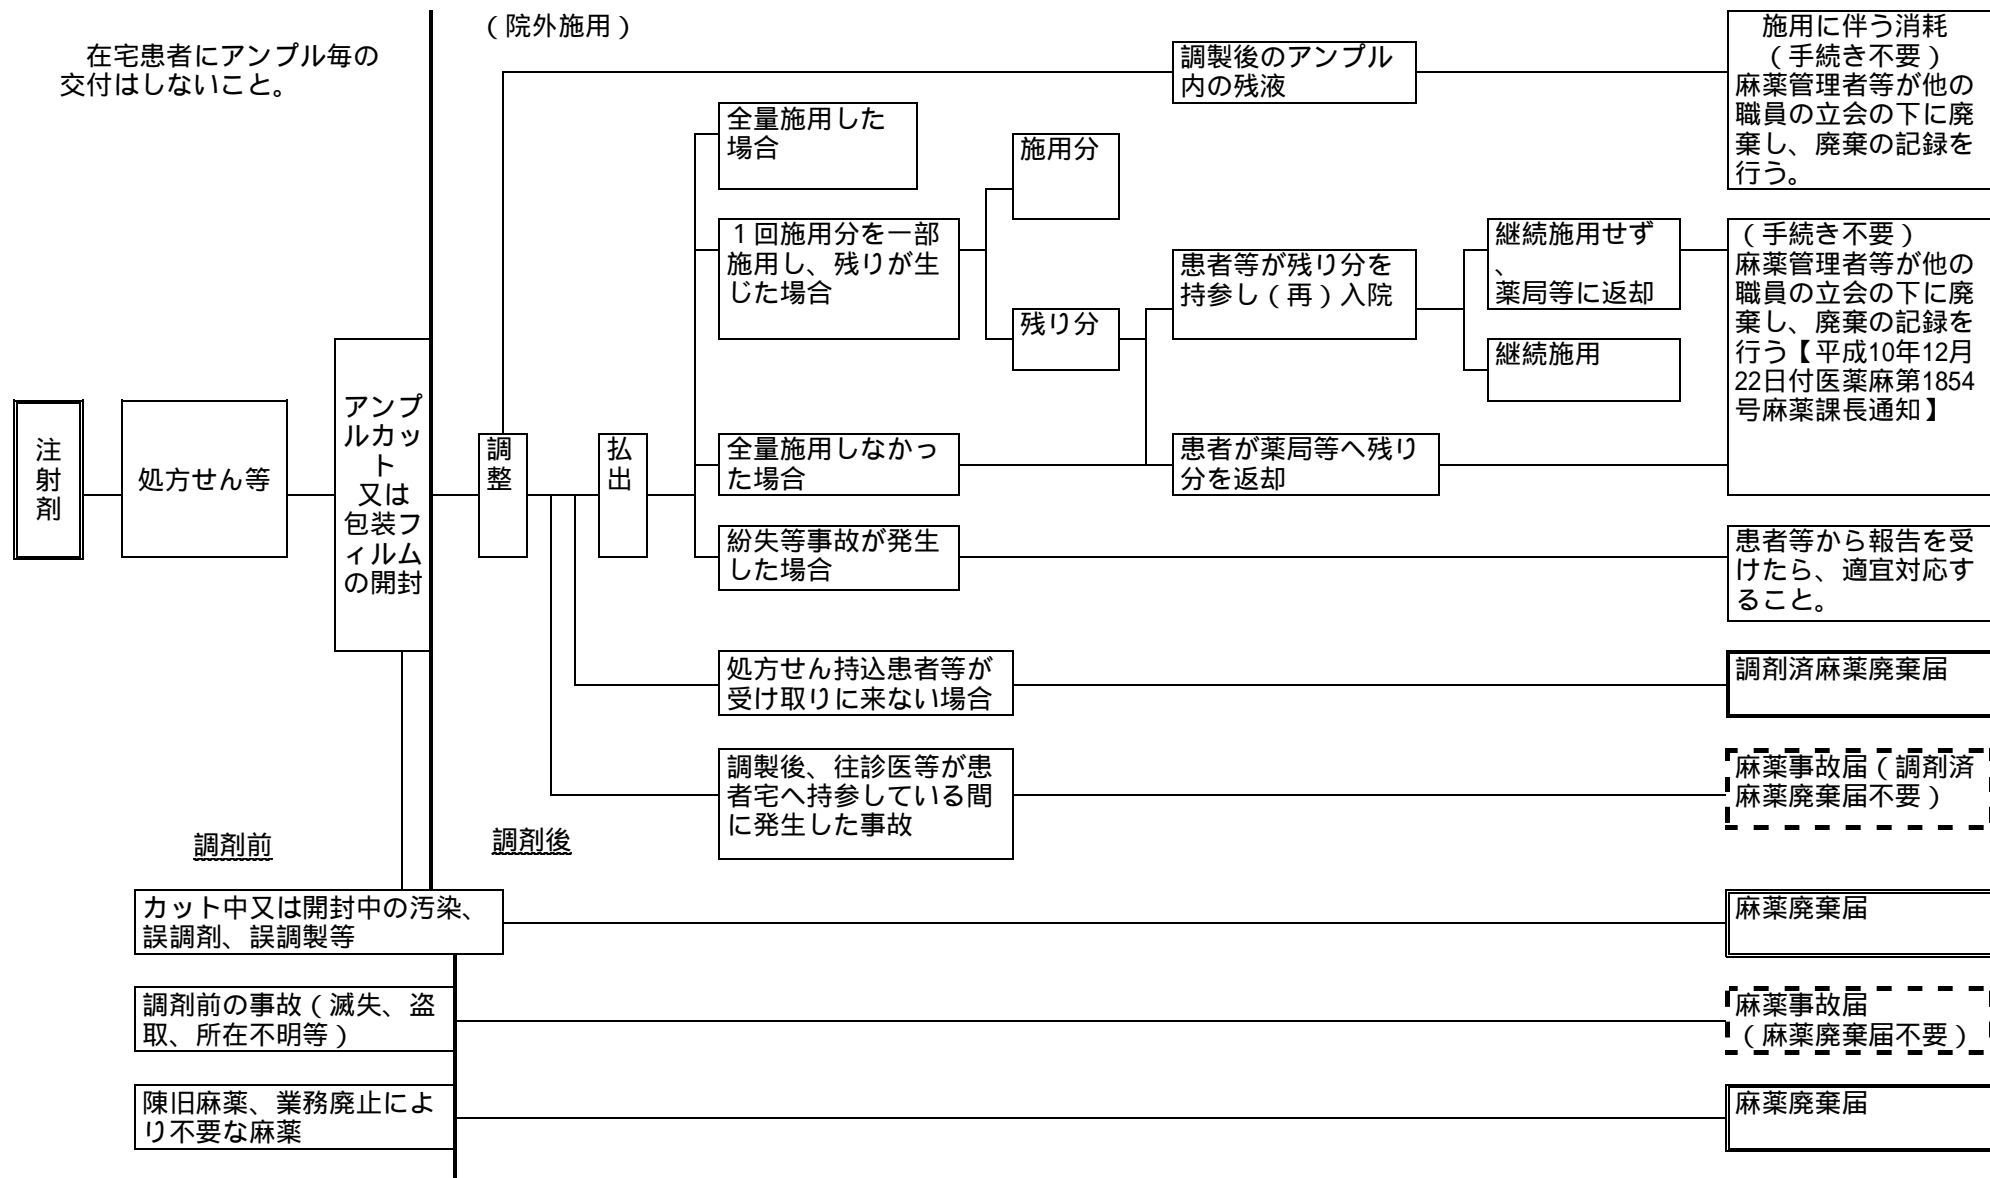 （院外施用）
在宅患者にアンプル毎の
交付はしないこと。
調製後のアンプル
内の残液
施用に伴う消耗
（手続き不要）
麻薬管理者等が他の
職員の立会の下に廃
棄し、廃棄の記録を
行う。
全量施用した
場合
施用分
１回施用分を一部
施用し、残りが生
じた場合
残り分
患者等が残り分を
持参し（再）入院
継続施用せず
、
薬局等に返却
継続施用
（手続き不要）
麻薬管理者等が他の
職員の立会の下に廃
棄し、廃棄の記録を
行う【平成10年12月
22日付医薬麻第1854
号麻薬課長通知】
注
射
剤
処方せん等
アンプ
ルカッ
ト
又は
包装フ
ィルム
の開封
調
整
払
出
全量施用しなかっ
た場合
患者が薬局等へ残り
分を返却
紛失等事故が発生
した場合
患者等から報告を受
けたら、適宜対応す
ること。
処方せん持込患者等が
受け取りに来ない場合
調剤済麻薬廃棄届
調製後、往診医等が患
者宅へ持参している間
に発生した事故
麻薬事故届（調剤済
麻薬廃棄届不要）
調剤前
調剤後
カット中又は開封中の汚染、
誤調剤、誤調製等
麻薬廃棄届
調剤前の事故（滅失、盗
取、所在不明等）
麻薬事故届
（麻薬廃棄届不要）
陳旧麻薬、業務廃止によ
り不要な麻薬
麻薬廃棄届